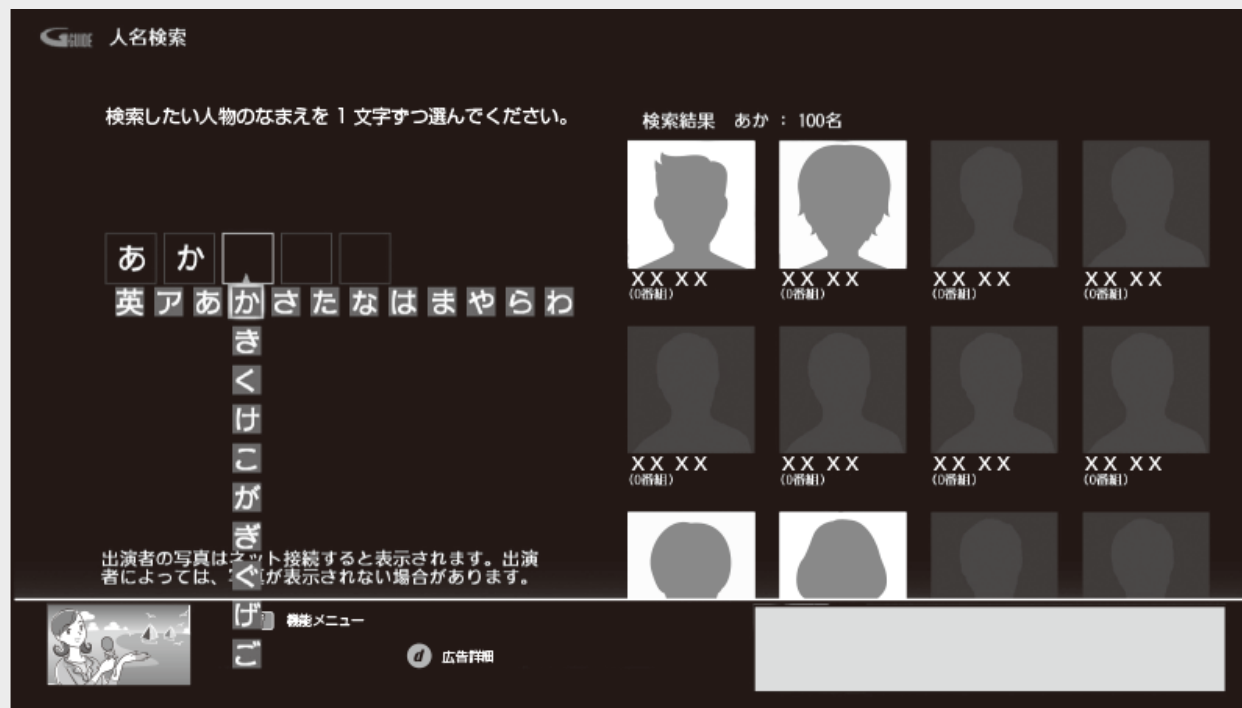 G GUIDE 人名検索
検索したい人物のなまえを 1 文字ずつ選んでください。
あ か
英 ア あ か さ た な は ま や ら わ
き
く
け
こ
が
ぎ
ぐ
げ
ご
出演者の写真はネット接続すると表示されます。出演
者によっては、写真が表示されない場合があります。
検索結果 あか : 100名
XX XX XX XX XX XX XX XX
(0番組) (0番組) (0番組) (0番組)
XX XX XX XX XX XX XX XX
(0番組) (0番組) (0番組) (0番組)
機能メニュー
d 広告詳細